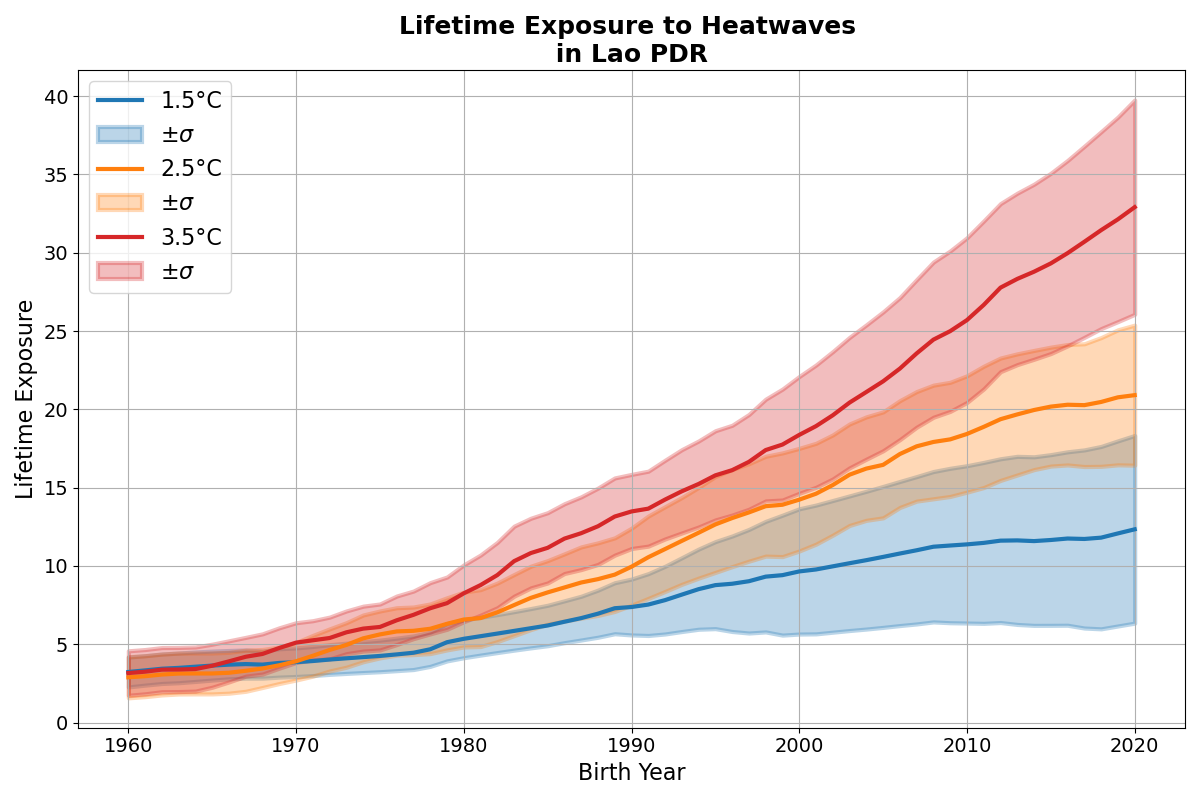 Lifetime Exposure to Heatwaves
in Lao PDR
1.5°C
±σ
2.5°C
±σ
3.5°C
±σ
Lifetime Exposure
40
35
30
25
20
15
10
5
0
1960 1970 1980 1990 2000 2010 2020
Birth Year